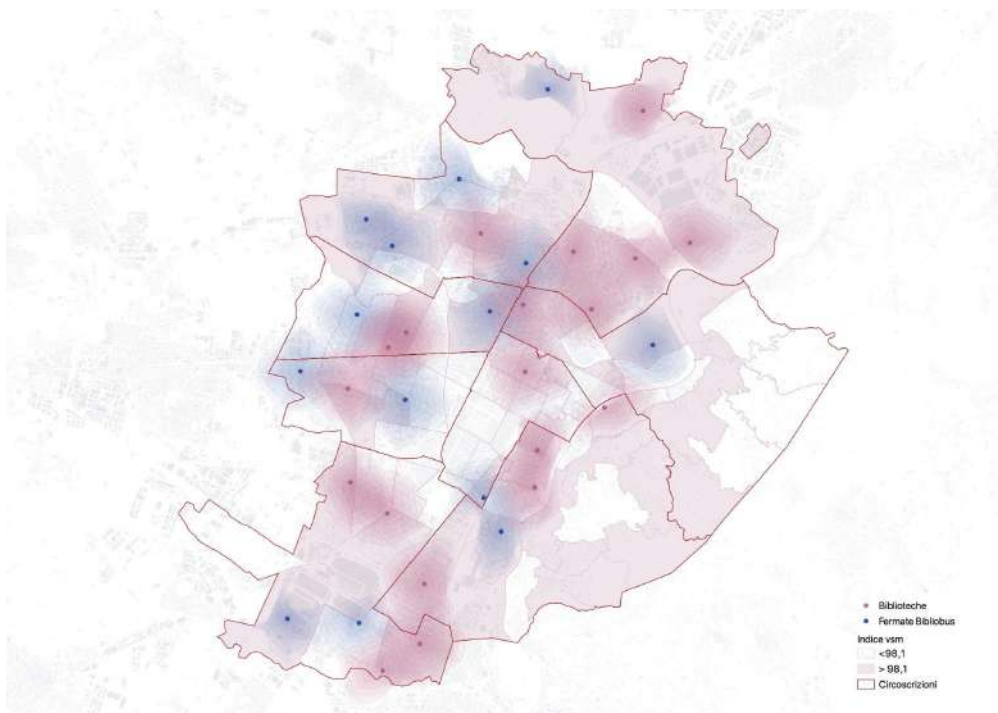 Biblioteche
Fermate Bibliobus
Indice vsm
<98,1
> 98,1
Circoscrizioni